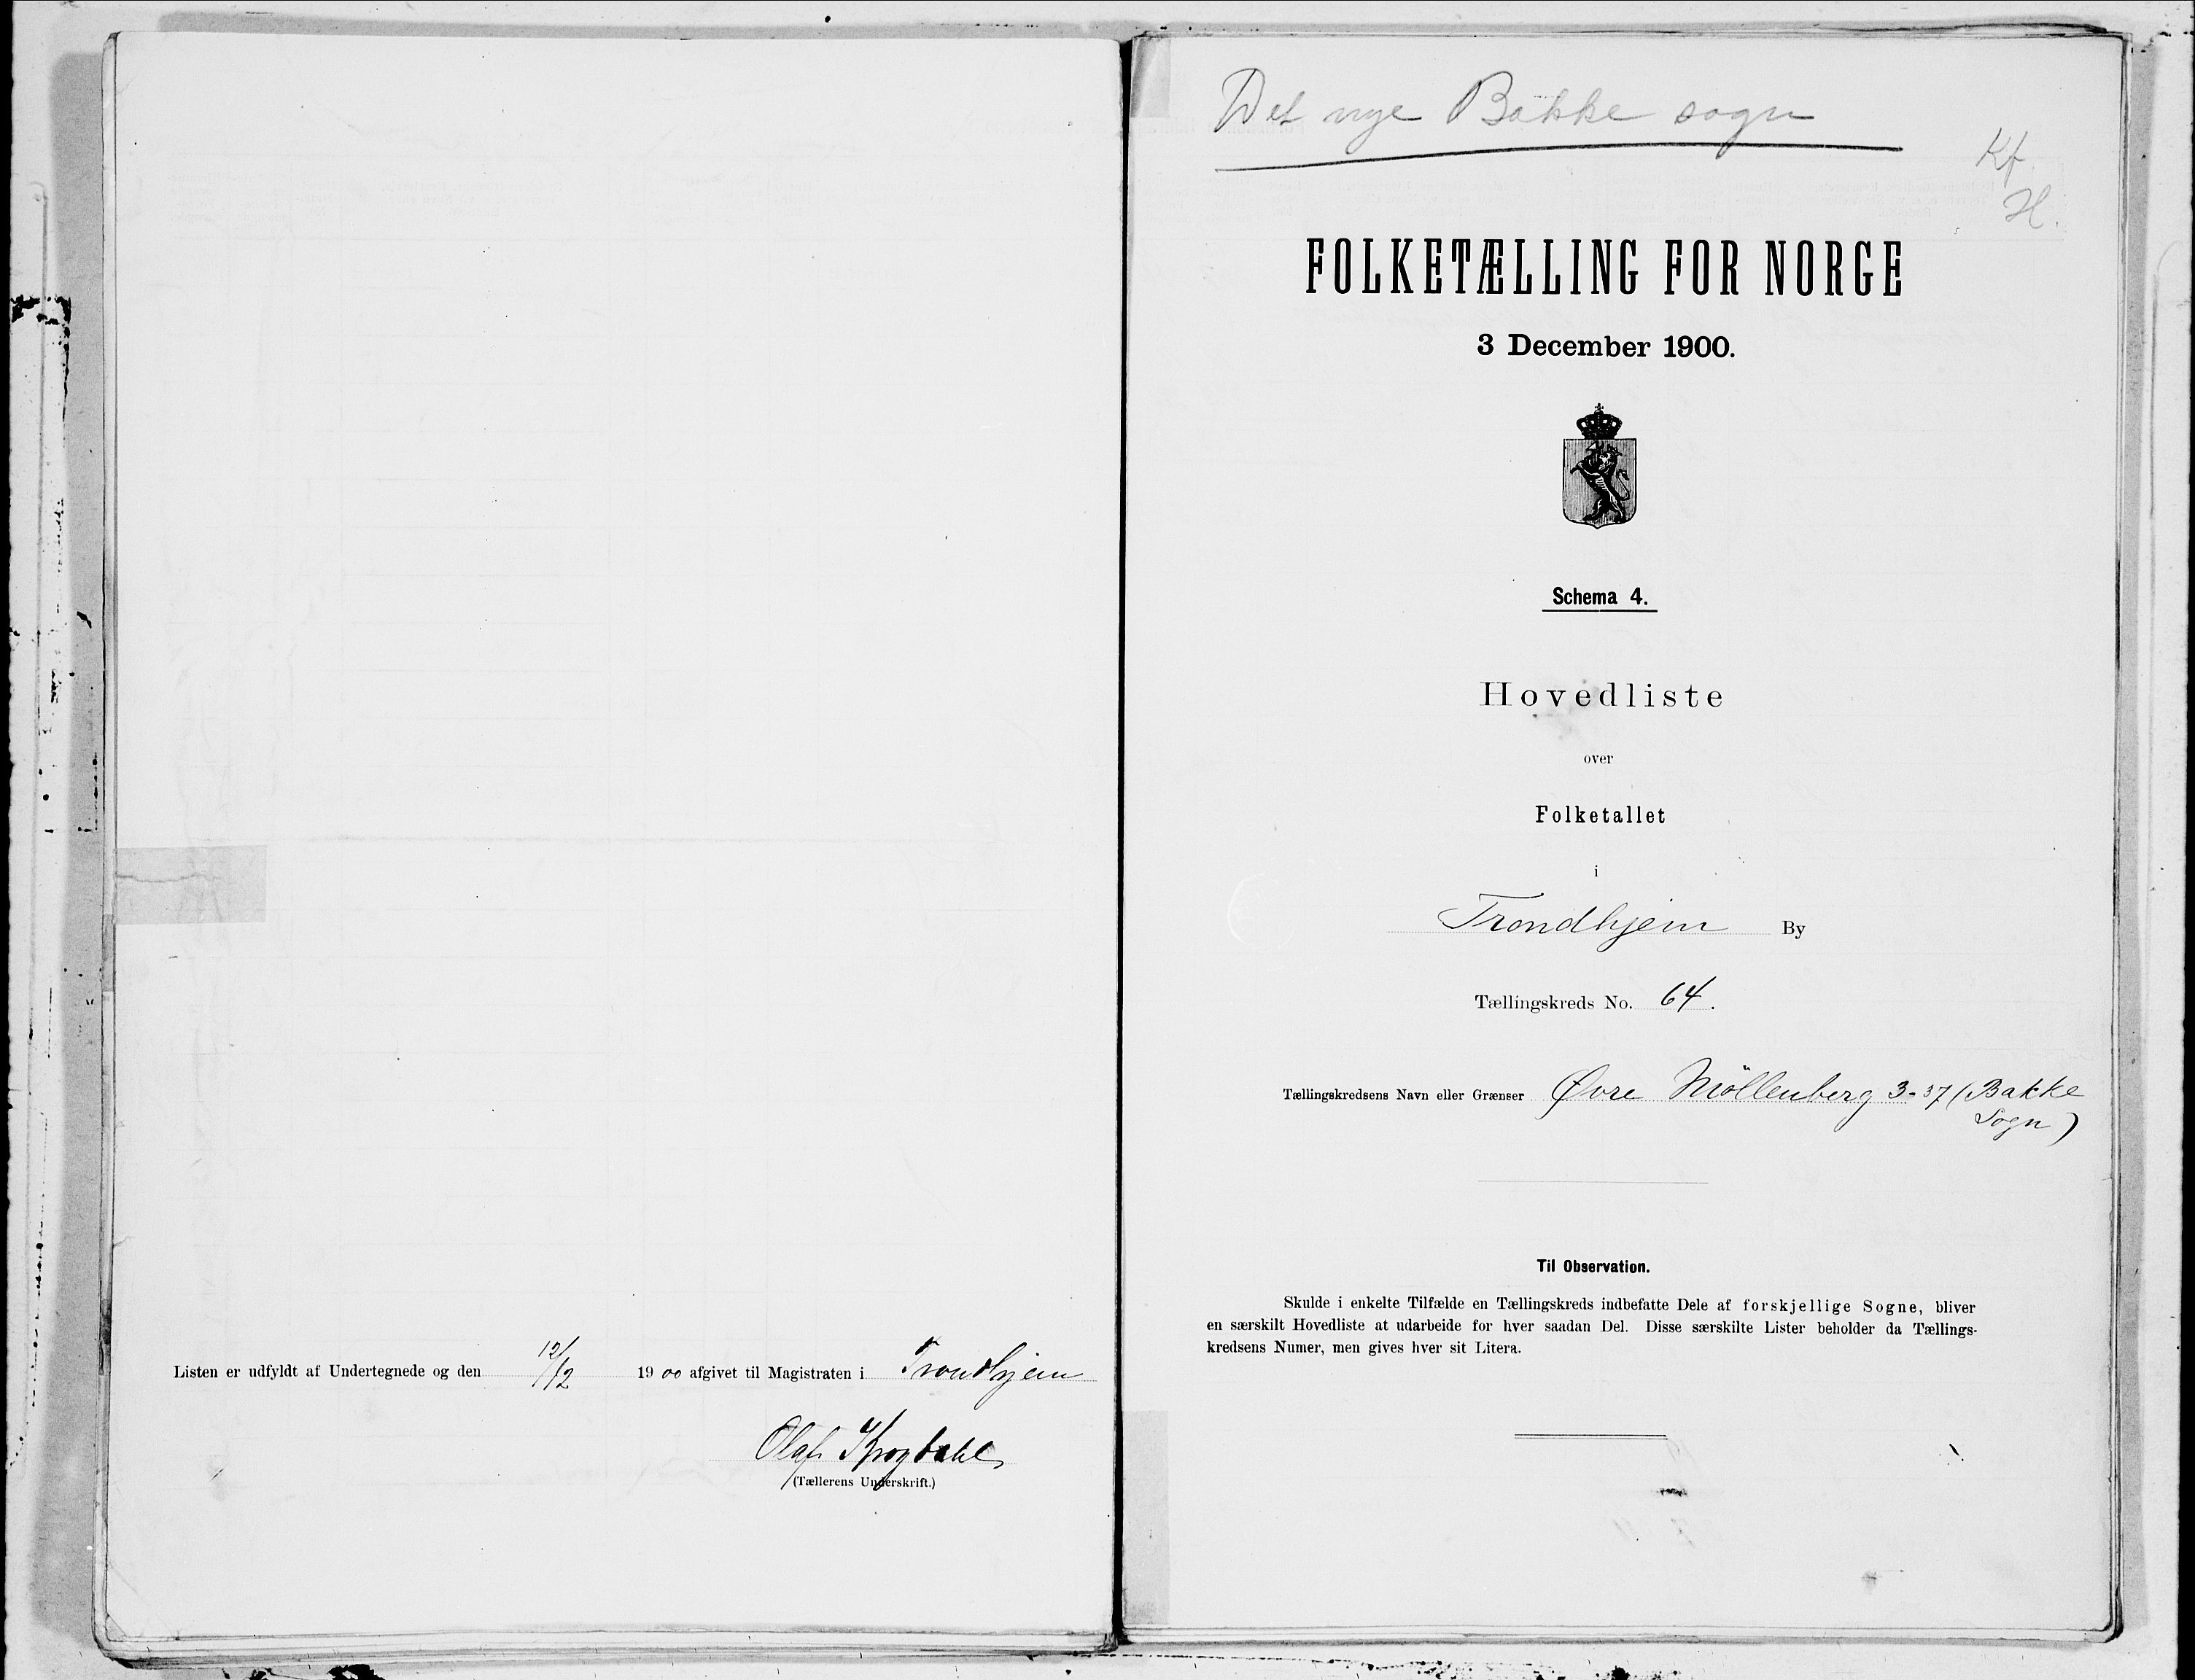 Listen er udfyldt af Undertegnede og den 12/12 1900 afgivet til Magistraten i Trondhjem
Olaf Krogdahl
(Tællerens Underskrift.)
Det nye Bakke sogn
Kf.
H.
FOLKETÆLLING FOR NORGE
3 December 1900.
Schema 4.
Hovedliste
over
Folketallet
i
Trondhjem By
Tællingskreds No. 64.
Tællingskredsens Navn eller Grænser Øvre Möllenberg 3-37 (Bakke
Sogn)
Til Observation.
Skulde i enkelte Tilfælde en Tællingskreds indbefatte Dele af forskjellige Sogne, bliver
en særskilt Hovedliste at udarbeide for hver saadan Del. Disse særskilte Lister beholder da Tællings-
kredsens Numer, men gives hver sit Litera.